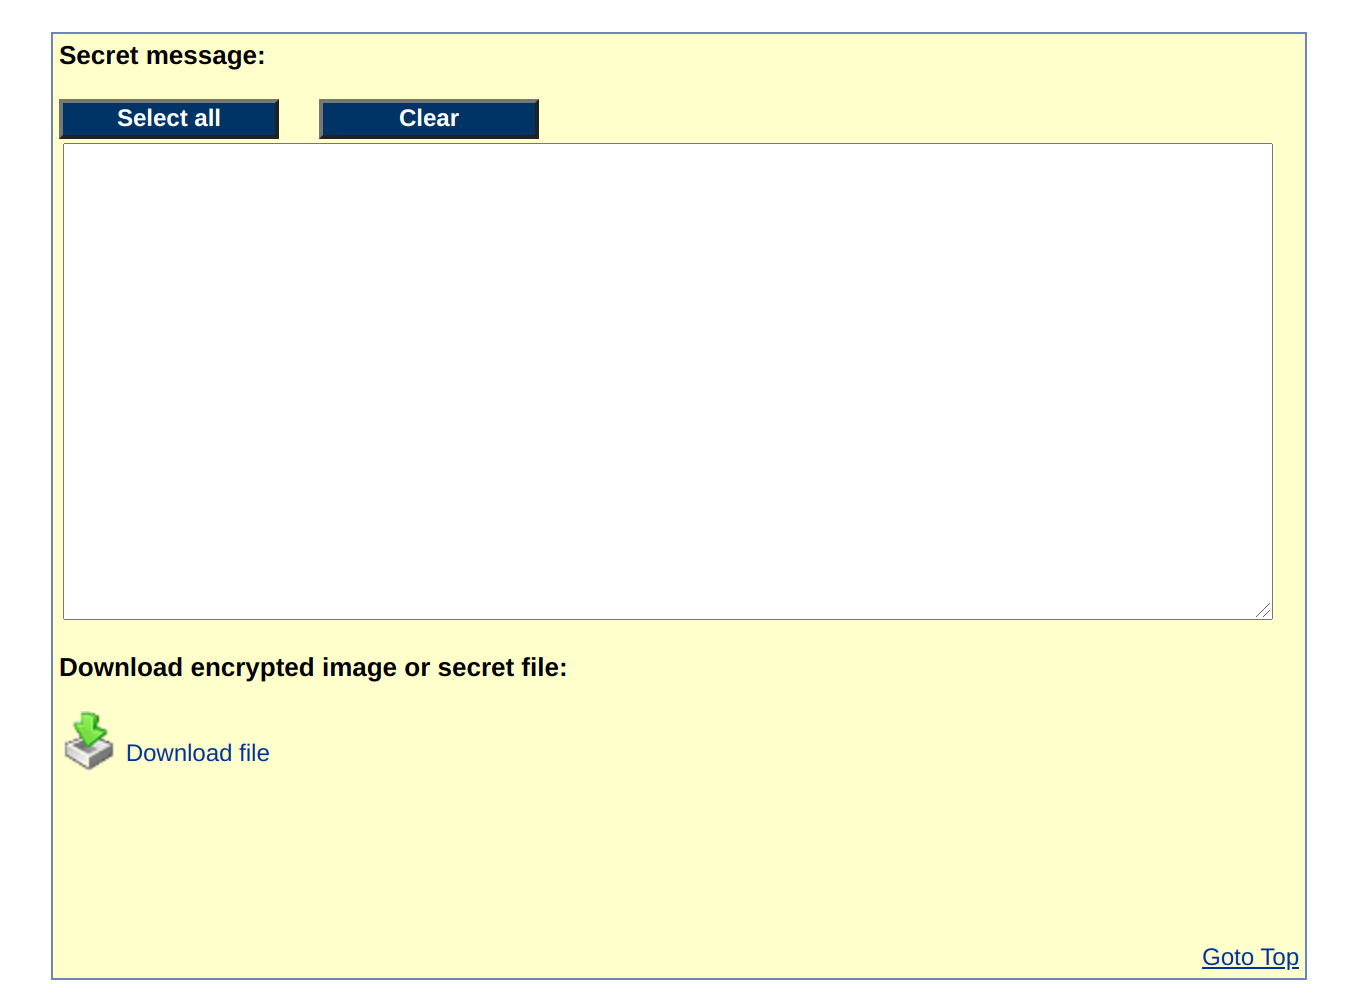 Secret message:
Select all
Clear
Download encrypted image or secret file:
Download file
Goto Top